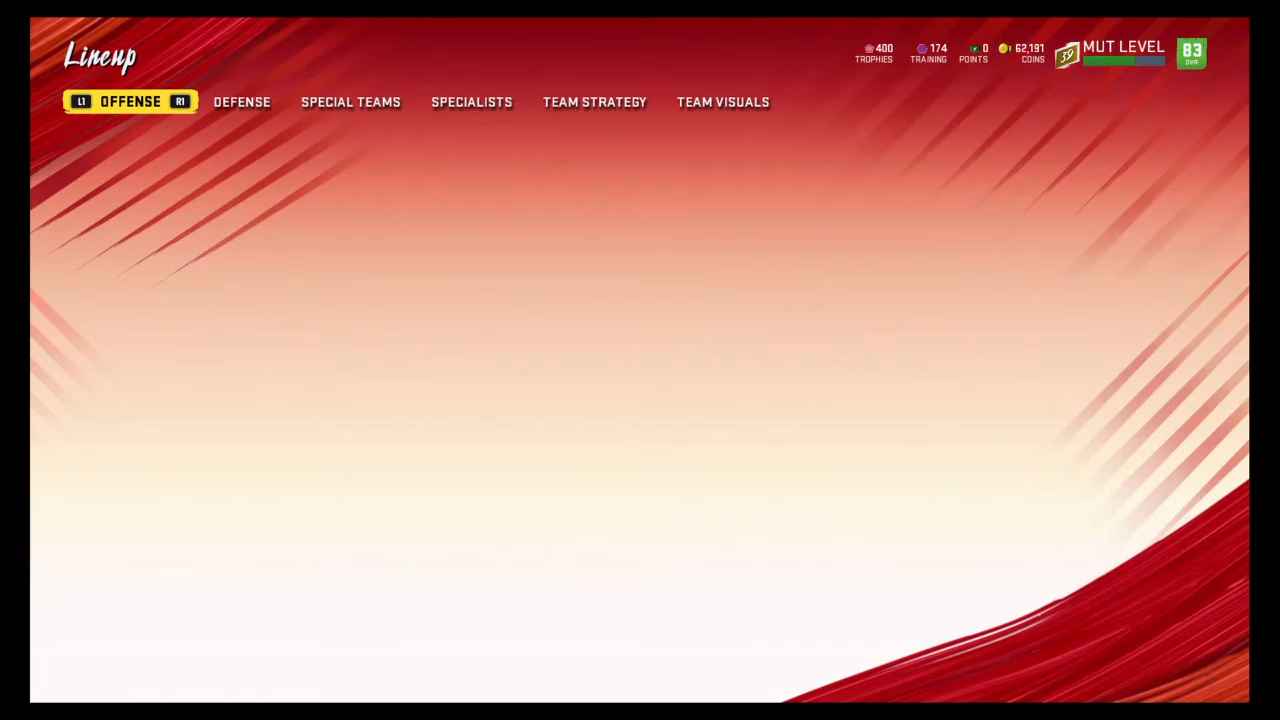 Lineup
400 TROPHIES
174 TRAINING
0 POINTS
62,191 COINS
39
MUT LEVEL
83 OVR
L1 OFFENSE R1
DEFENSE
SPECIAL TEAMS
SPECIALISTS
TEAM STRATEGY
TEAM VISUALS